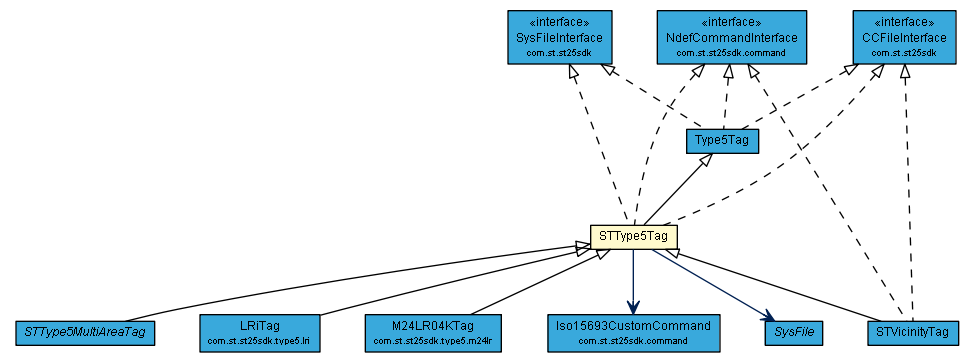 «interface»
SysFileInterface
com.st.st25sdk
«interface»
NdefCommandInterface
com.st.st25sdk.command
«interface»
CCFileInterface
com.st.st25sdk
Type5Tag
STType5Tag
STType5MultiAreaTag
LRiTag
com.st.st25sdk.type5.lri
M24LR04KTag
com.st.st25sdk.type5.m24lr
Iso15693CustomCommand
com.st.st25sdk.command
SysFile
STVicinityTag